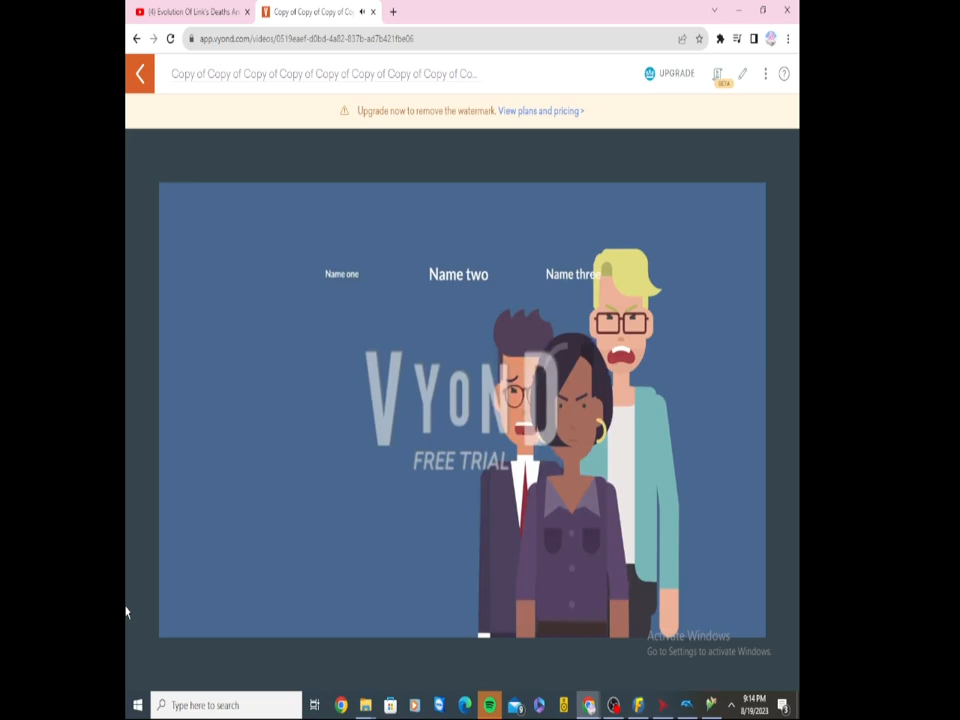 (4) Evolution Of Link's Deaths An
Copy of Copy of Copy of Co
app.vyond.com/videos/0519eaef-d0bd-4a82-837b-ad7b421fbe06
Copy of Copy of Copy of Copy of Copy of Copy of Copy of Copy of Co...
UPGRADE
BETA
Upgrade now to remove the watermark. View plans and pricing >
Name one
Name two
Name three
VYOND
FREE TRIAL
Activate Windows
Go to Settings to activate Windows.
Type here to search
9:14 PM
8/19/2023